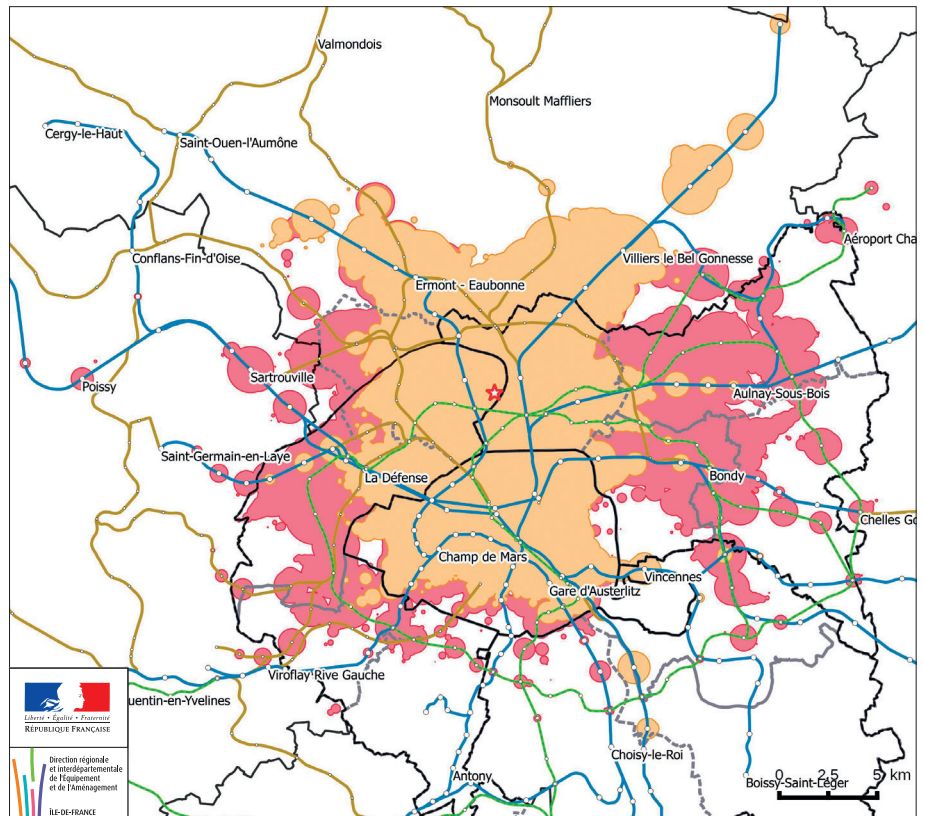 Valmondois
Monsoult Maffliers
Cergy-le-Haut
Saint-Ouen-l'Aumône
Aéroport Cha
Conflans-Fin-d'Oise
Villiers le Bel Gonnesse
Ermont - Eaubonne
Poissy
Sartrouville
Aulnay-Sous-Bois
Saint-Germain-en-Laye
La Défense
Bondy
Chelles Go
Champ de Mars
Vincennes
Gare d'Austerlitz
Viroflay Rive Gauche
uentin-en-Yvelines
Choisy-le-Roi
Antony
Boissy-Saint-Léger
0 2,5 5 km
Liberté • Égalité • Fraternité
RÉPUBLIQUE FRANÇAISE
Direction régionale
et interdépartementale
de l'Équipement
et de l'Aménagement
ÎLE-DE-FRANCE